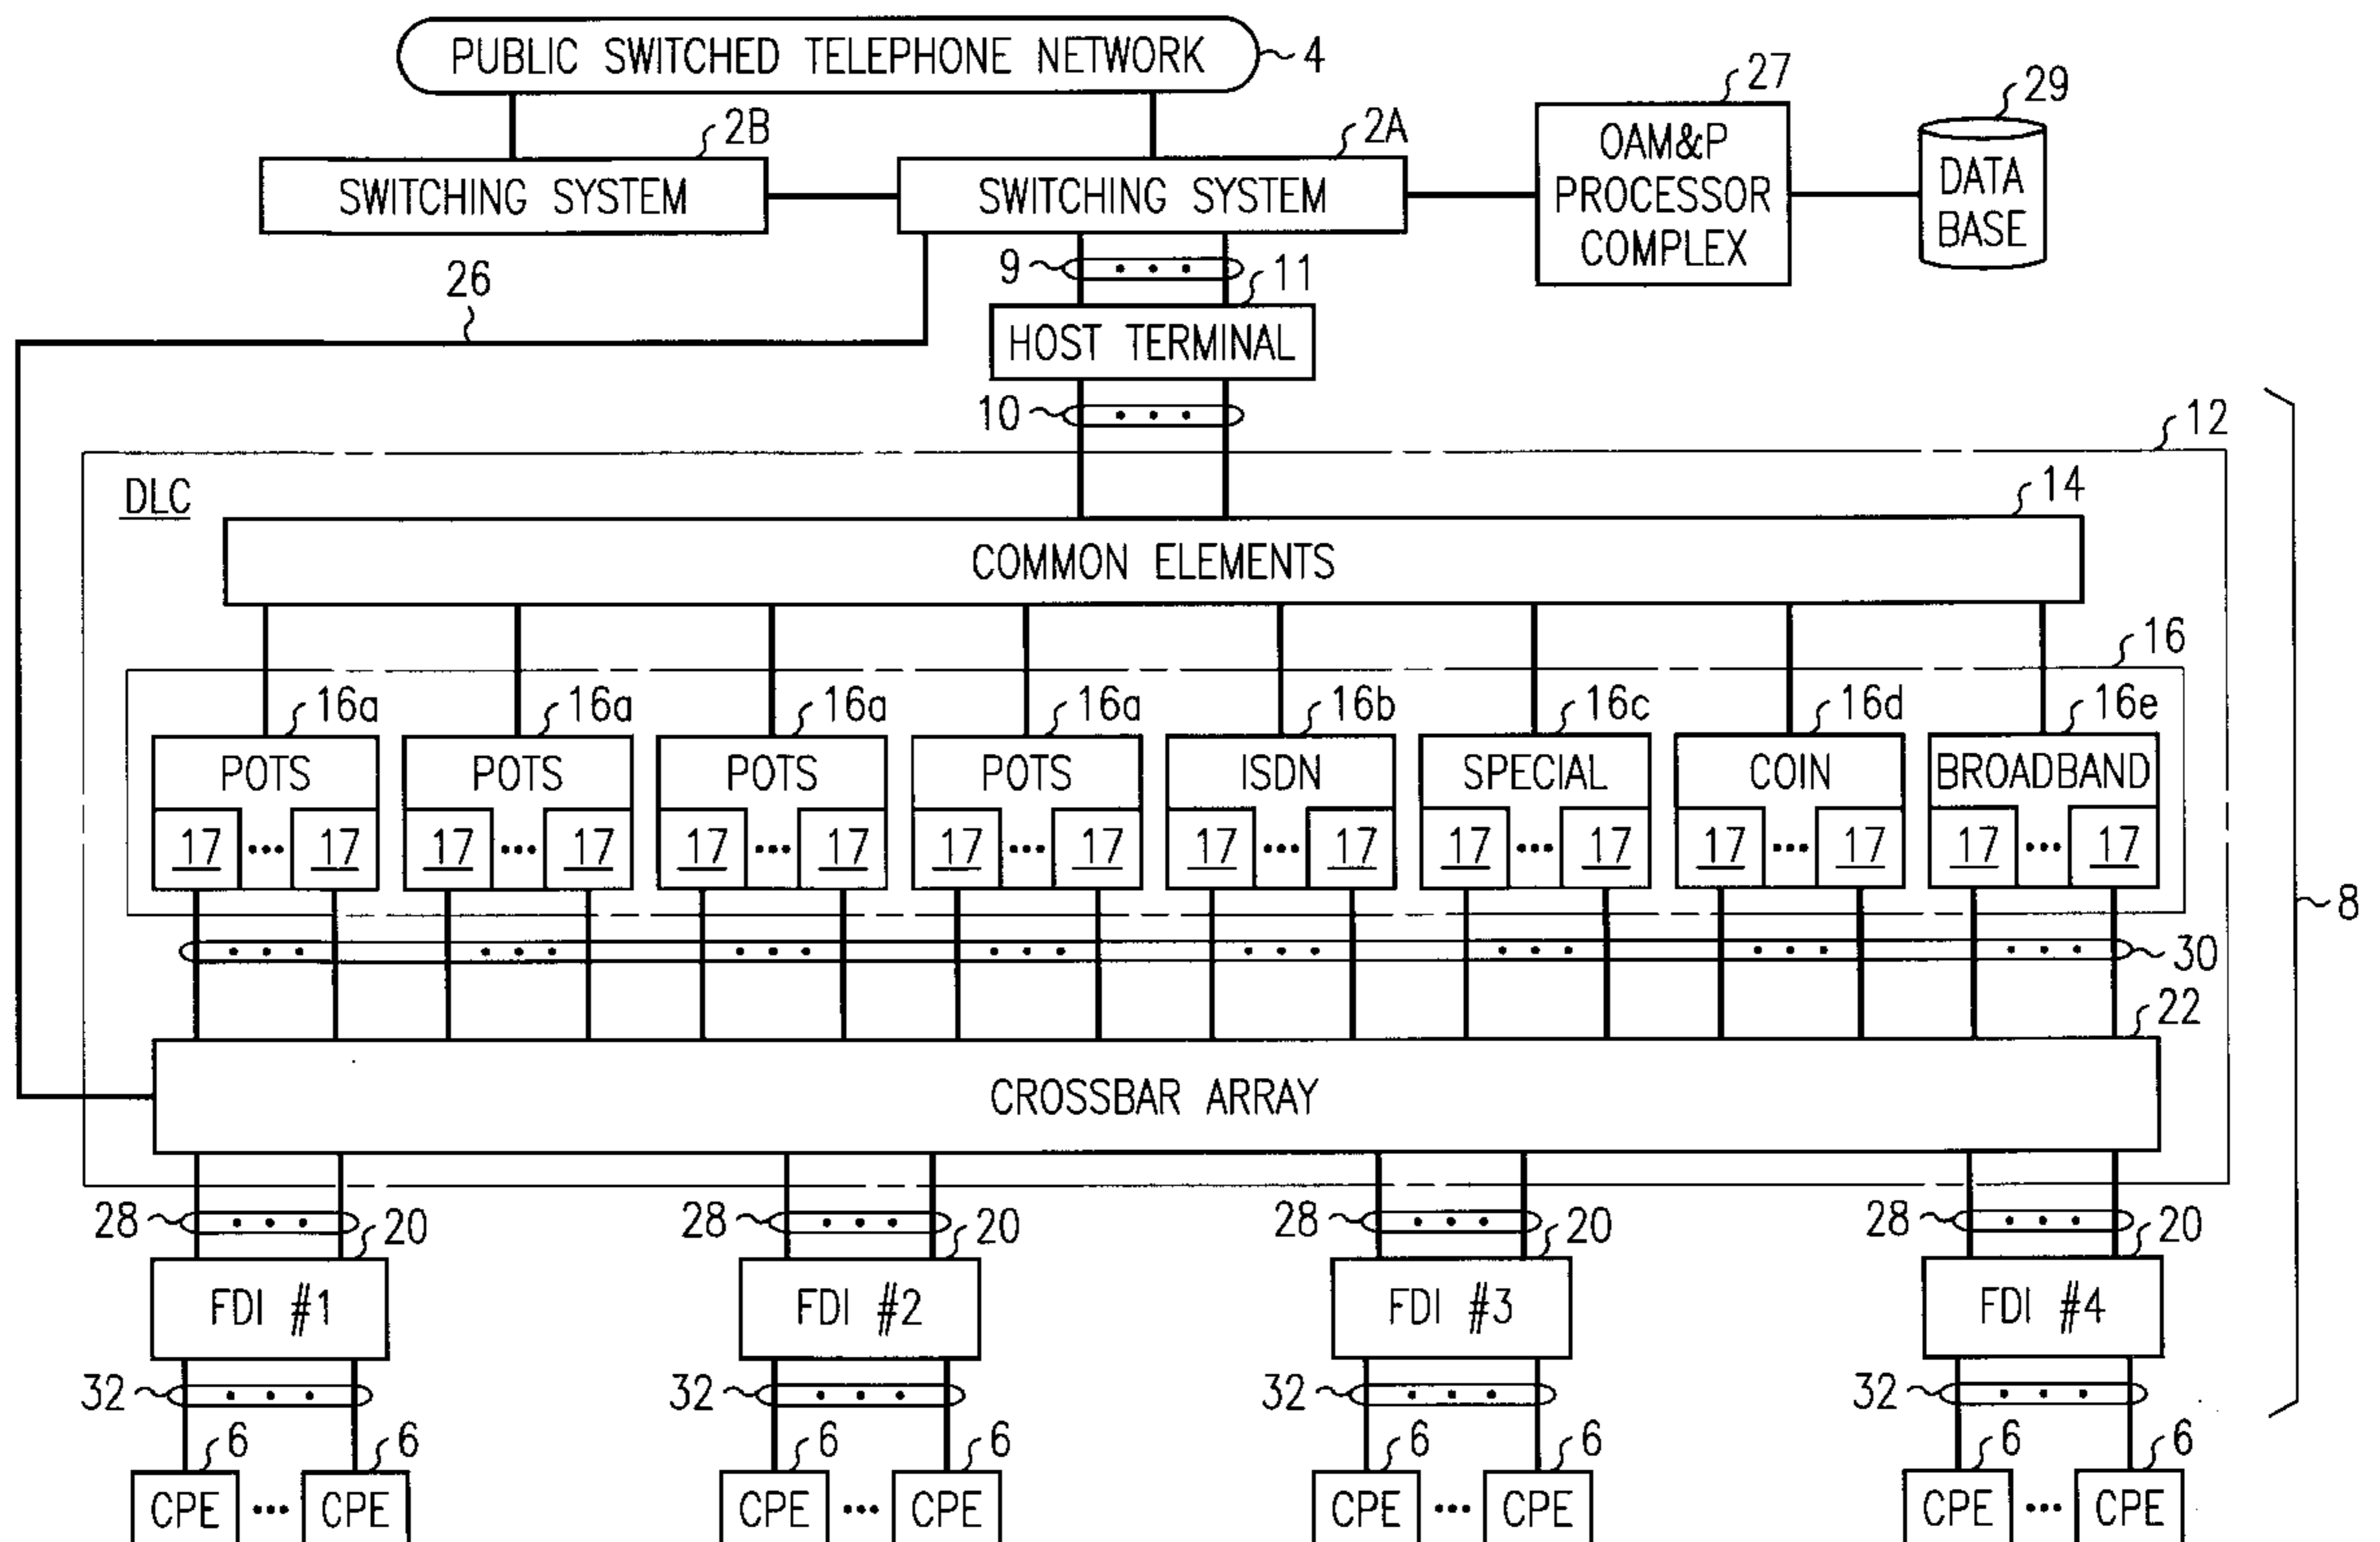 PUBLIC SWITCHED TELEPHONE NETWORK
4
27
29
2B
2A
OAM&P
PROCESSOR
COMPLEX
DATA
BASE
SWITCHING SYSTEM
SWITCHING SYSTEM
9
11
26
HOST TERMINAL
10
12
DLC
14
COMMON ELEMENTS
16
16a 16a 16a 16a 16b 16c 16d 16e
POTS POTS POTS POTS ISDN SPECIAL COIN BROADBAND
17 ... 17 17 ... 17 17 ... 17 17 ... 17 17 ... 17 17 ... 17 17 ... 17 17 ... 17
8
30
22
CROSSBAR ARRAY
28 20 28 20 28 20 28 20
FDI #1 FDI #2 FDI #3 FDI #4
32 32 32 32
6 6 6 6 6 6 6 6
CPE ... CPE CPE ... CPE CPE ... CPE CPE ... CPE